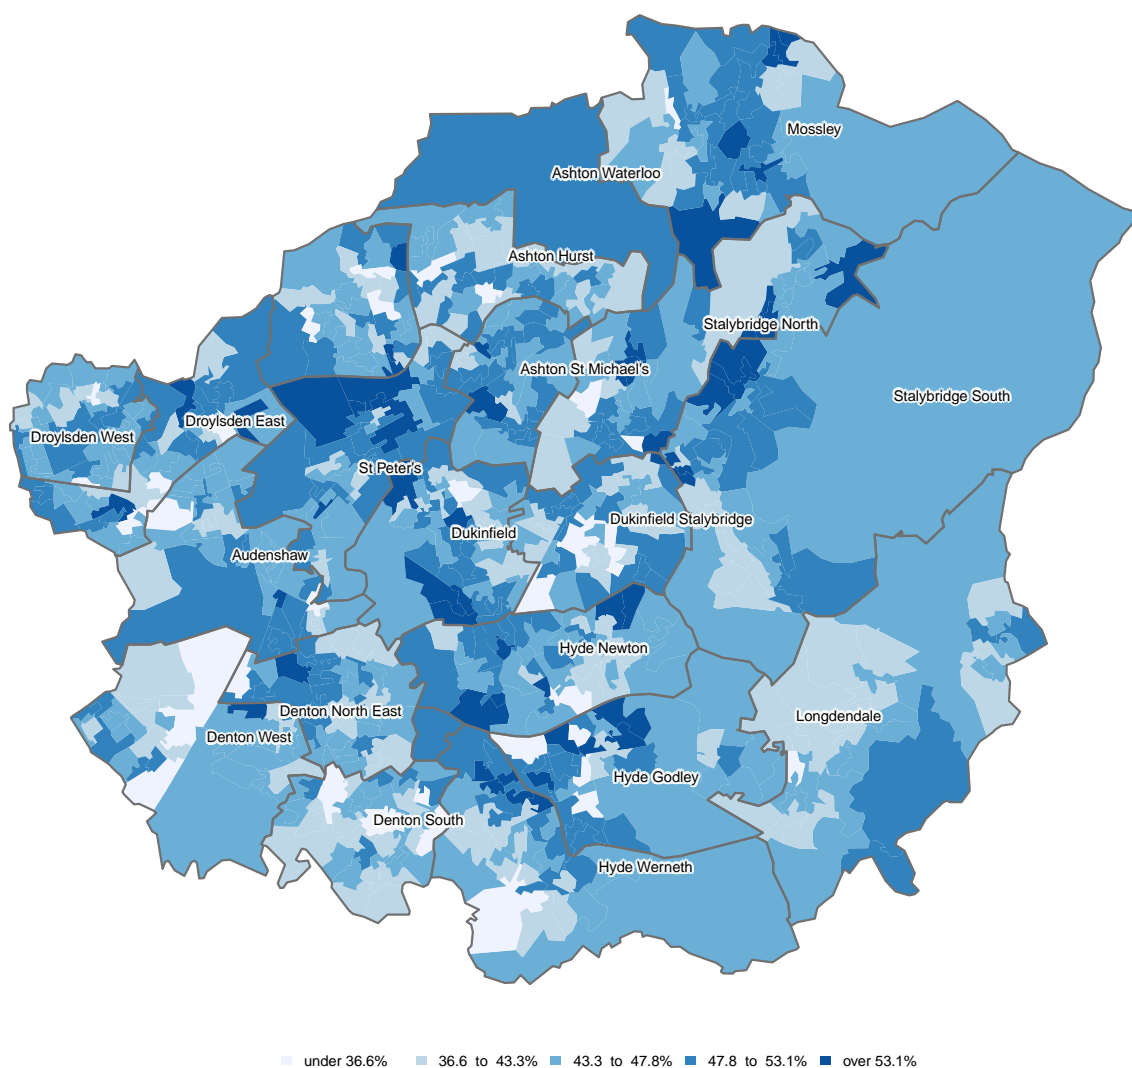 Mossley
Ashton Waterloo
Ashton Hurst
Stalybridge North
Ashton St Michael's
Stalybridge South
Droylsden East
Droylsden West
St Peter's
Dukinfield Stalybridge
Dukinfield
Audenshaw
Hyde Newton
Denton North East
Longdendale
Denton West
Hyde Godley
Denton South
Hyde Werneth
under 36.6% 36.6 to 43.3% 43.3 to 47.8% 47.8 to 53.1% over 53.1%